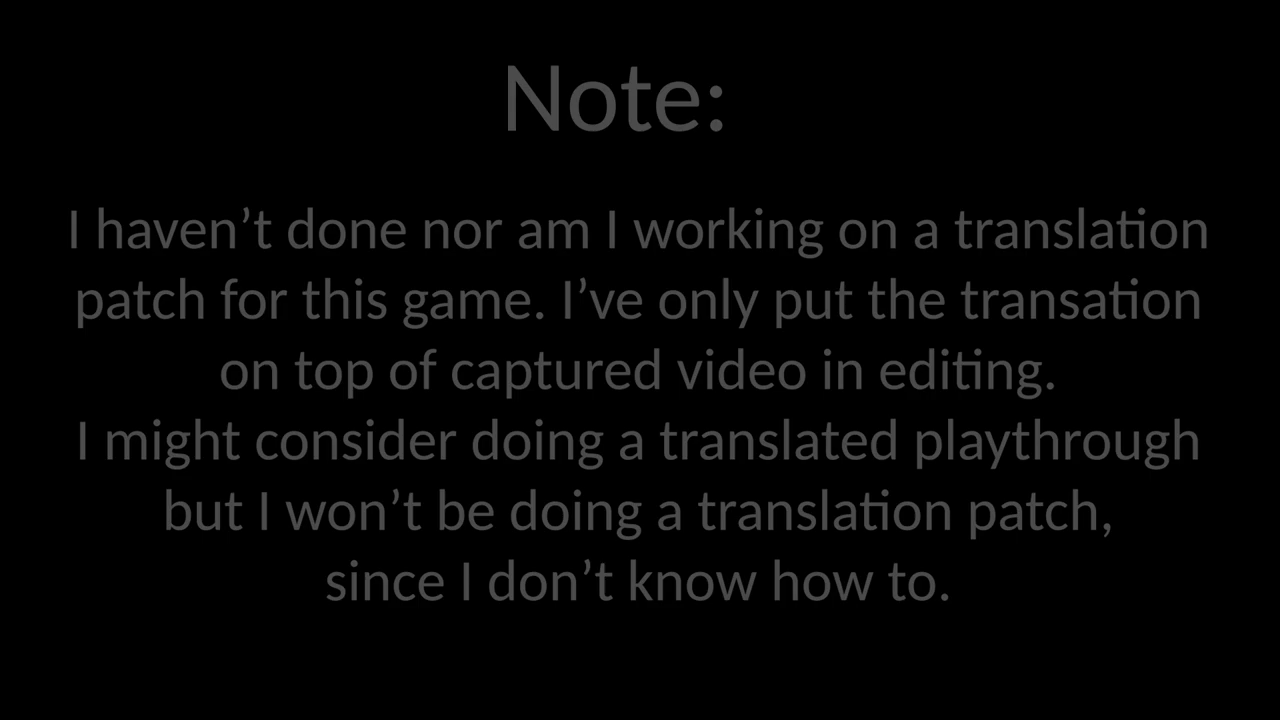 Note:
I haven’t done nor am I working on a translation
patch for this game. I’ve only put the transation
on top of captured video in editing.
I might consider doing a translated playthrough
but I won’t be doing a translation patch,
since I don’t know how to.